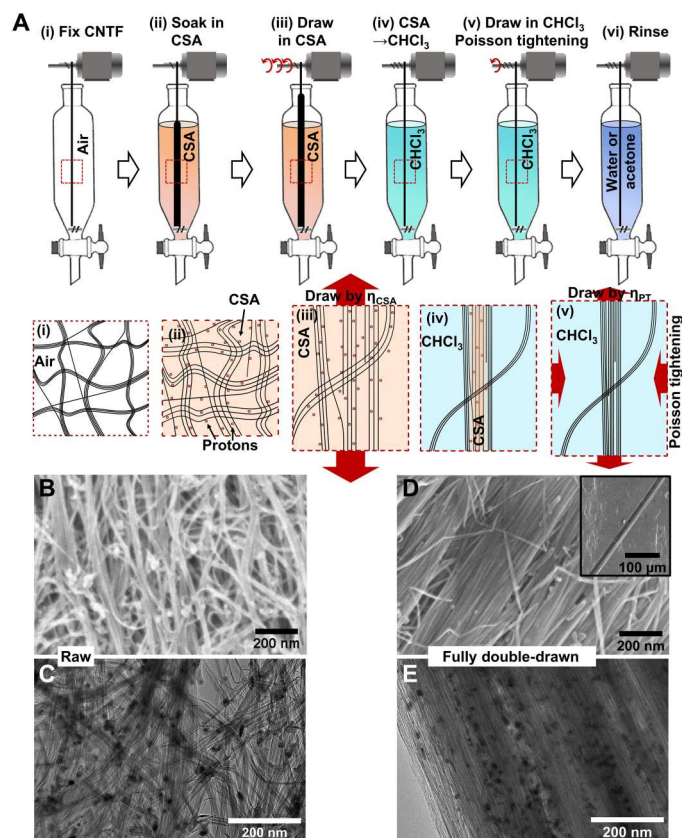 A
(i) Fix CNTF
(ii) Soak in
CSA
(iii) Draw
in CSA
(iv) CSA
→CHCl₃
(v) Draw in CHCl₃
Poisson tightening
(vi) Rinse
Air
CSA
CSA
CHCl₃
CHCl₃
Water or
acetone
(i)
Air
(ii)
CSA
Protons
Draw by ηCSA
(iii)
CSA
(iv)
CHCl₃
CSA
Draw by ηPT
(v)
CHCl₃
Poisson tightening
B
200 nm
Raw
C
200 nm
D
100 µm
200 nm
Fully double-drawn
E
200 nm